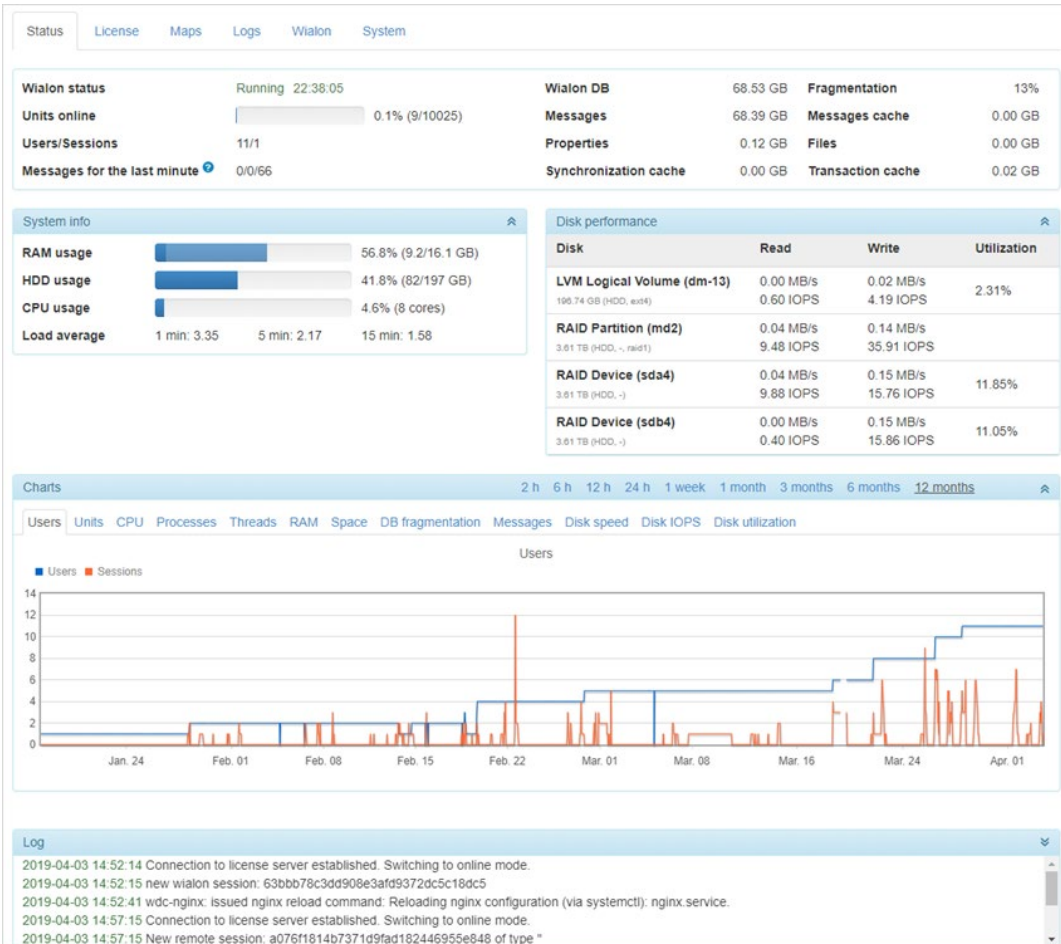 Status License Maps Logs Wialon System
Wialon status Running 22:38:05 Wialon DB 68.53 GB Fragmentation 13%
Units online 0.1% (9/10025) Messages 68.39 GB Messages cache 0.00 GB
Users/Sessions 11/1 Properties 0.12 GB Files 0.00 GB
Messages for the last minute ? 0/0/66 Synchronization cache 0.00 GB Transaction cache 0.02 GB
System info
RAM usage 56.8% (9.2/16.1 GB)
HDD usage 41.8% (82/197 GB)
CPU usage 4.6% (8 cores)
Load average 1 min: 3.35 5 min: 2.17 15 min: 1.58
Disk performance
Disk Read Write Utilization
LVM Logical Volume (dm-13) 0.00 MB/s 0.02 MB/s 2.31%
196.74 GB (HDD, ext4) 0.60 IOPS 4.19 IOPS
RAID Partition (md2) 0.04 MB/s 0.14 MB/s
3.61 TB (HDD, -, raid1) 9.48 IOPS 35.91 IOPS
RAID Device (sda4) 0.04 MB/s 0.15 MB/s 11.85%
3.61 TB (HDD, -) 9.88 IOPS 15.76 IOPS
RAID Device (sdb4) 0.00 MB/s 0.15 MB/s 11.05%
3.61 TB (HDD, -) 0.40 IOPS 15.86 IOPS
Charts 2 h 6 h 12 h 24 h 1 week 1 month 3 months 6 months 12 months
Users Units CPU Processes Threads RAM Space DB fragmentation Messages Disk speed Disk IOPS Disk utilization
Users
Users Sessions
14
12
10
8
6
4
2
0
Jan. 24 Feb. 01 Feb. 08 Feb. 15 Feb. 22 Mar. 01 Mar. 08 Mar. 16 Mar. 24 Apr. 01
Log
2019-04-03 14:52:14 Connection to license server established. Switching to online mode.
2019-04-03 14:52:15 new wialon session: 63bbb78c3dd908e3afd9372dc5c18dc5
2019-04-03 14:52:41 wdc-nginx: issued nginx reload command: Reloading nginx configuration (via systemctl): nginx.service.
2019-04-03 14:57:15 Connection to license server established. Switching to online mode.
2019-04-03 14:57:15 New remote session: a076f1814b7371d9fad182446955e848 of type "